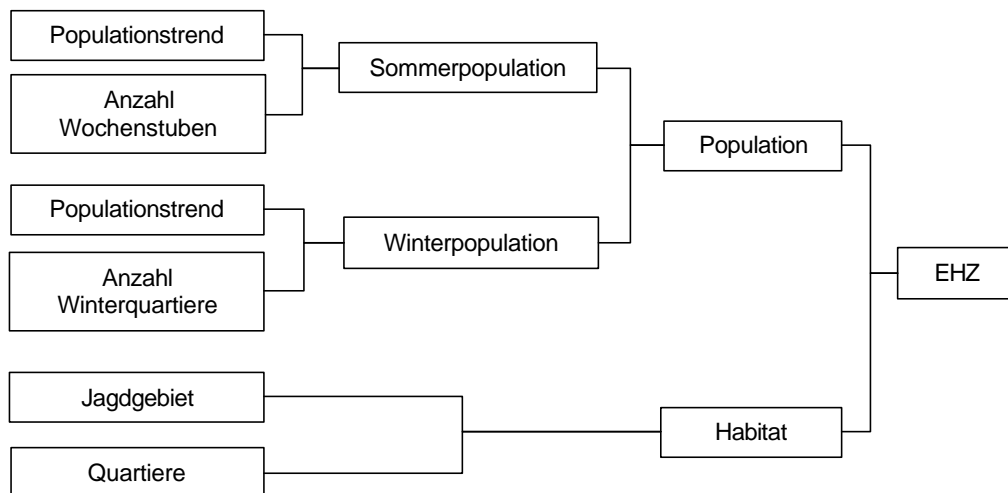 Populationstrend
Anzahl
Wochenstuben
Sommerpopulation
Population
Populationstrend
Anzahl
Winterquartiere
Winterpopulation
EHZ
Jagdgebiet
Quartiere
Habitat